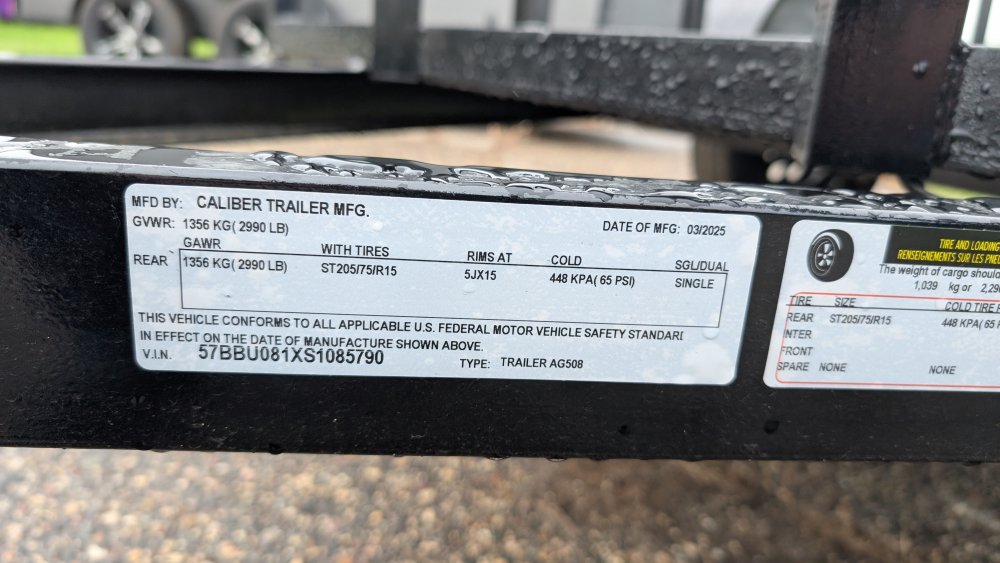 MFD BY: CALIBER TRAILER MFG.
GVWR: 1356 KG( 2990 LB)
DATE OF MFG: 03/2025
GAWR WITH TIRES RIMS AT COLD SGL/DUAL
REAR 1356 KG( 2990 LB) ST205/75/R15 5JX15 448 KPA( 65 PSI) SINGLE
THIS VEHICLE CONFORMS TO ALL APPLICABLE U.S. FEDERAL MOTOR VEHICLE SAFETY STANDARI
IN EFFECT ON THE DATE OF MANUFACTURE SHOWN ABOVE.
V.I.N. 57BBU081XS1085790 TYPE: TRAILER AG508
TIRE AND LOADING
RENSEIGNEMENTS SUR LES PNEU
The weight of cargo should
1,039 kg or 2,29
TIRE SIZE COLD TIRE
REAR ST205/75/R15 448 KPA( 65
INTER
FRONT
SPARE NONE NONE